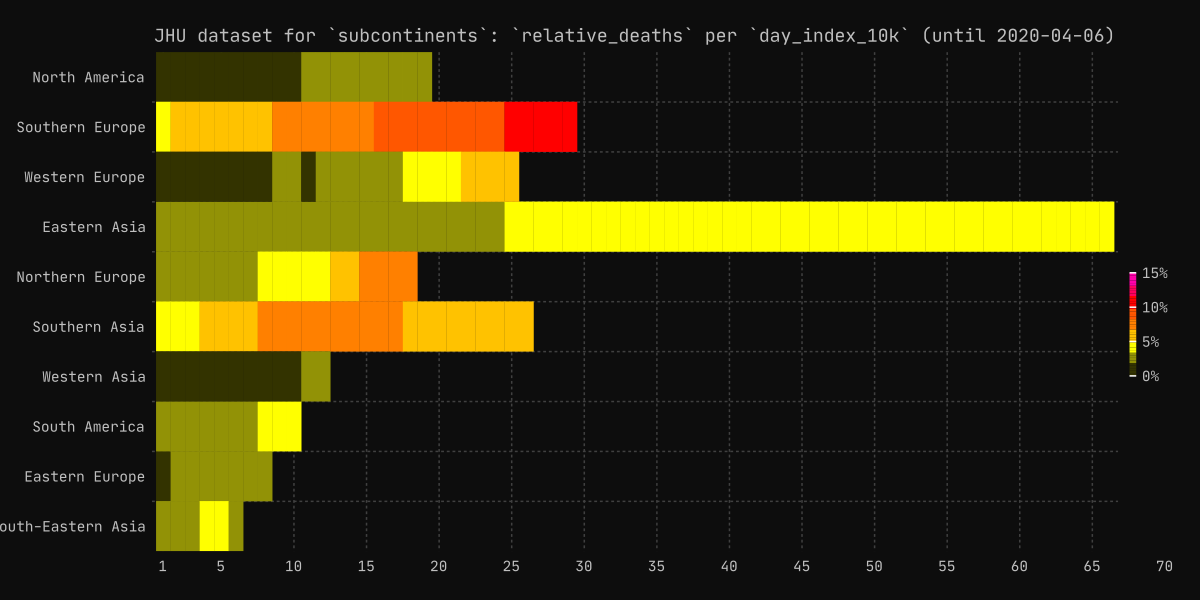 JHU dataset for `subcontinents`: `relative_deaths` per `day_index_10k` (until 2020-04-06)
North America
Southern Europe
Western Europe
Eastern Asia
Northern Europe
Southern Asia
Western Asia
South America
Eastern Europe
outh-Eastern Asia
15%
10%
5%
0%
1 5 10 15 20 25 30 35 40 45 50 55 60 65 70